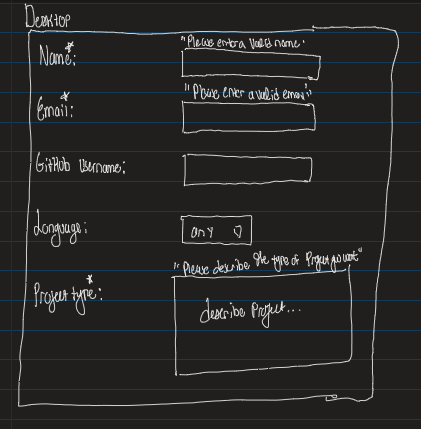 Desktop
"Please enter a valid name.
Name:*
"Please enter a valid email"
Email:*
GitHub Username:
Language:
any
"Please describe the type of Project you want"
Project type:*
describe Project...